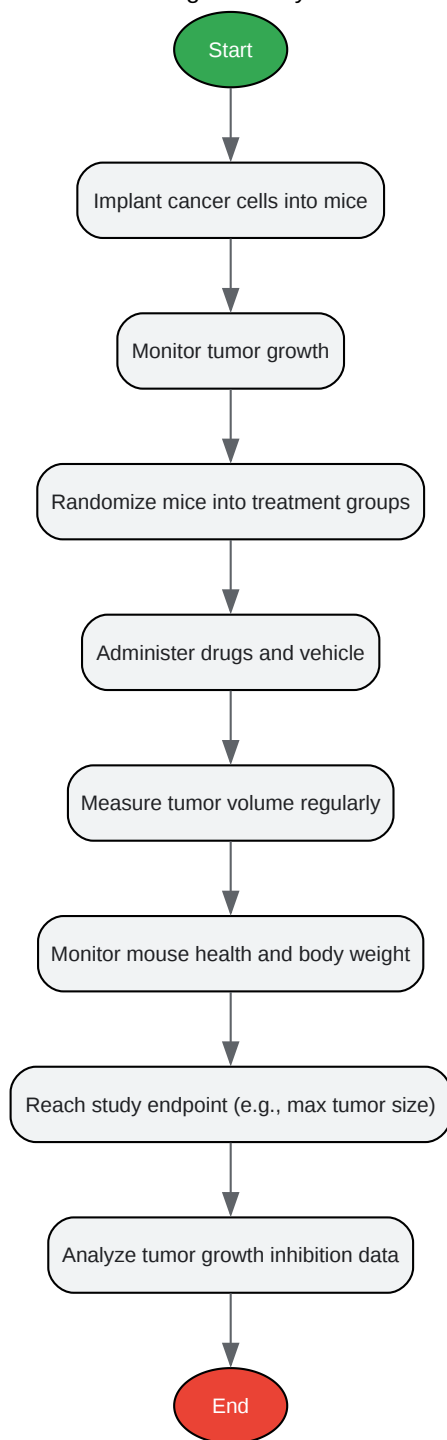 Start
Implant cancer cells into mice
Monitor tumor growth
Randomize mice into treatment groups
Administer drugs and vehicle
Measure tumor volume regularly
Monitor mouse health and body weight
Reach study endpoint (e.g., max tumor size)
Analyze tumor growth inhibition data
End